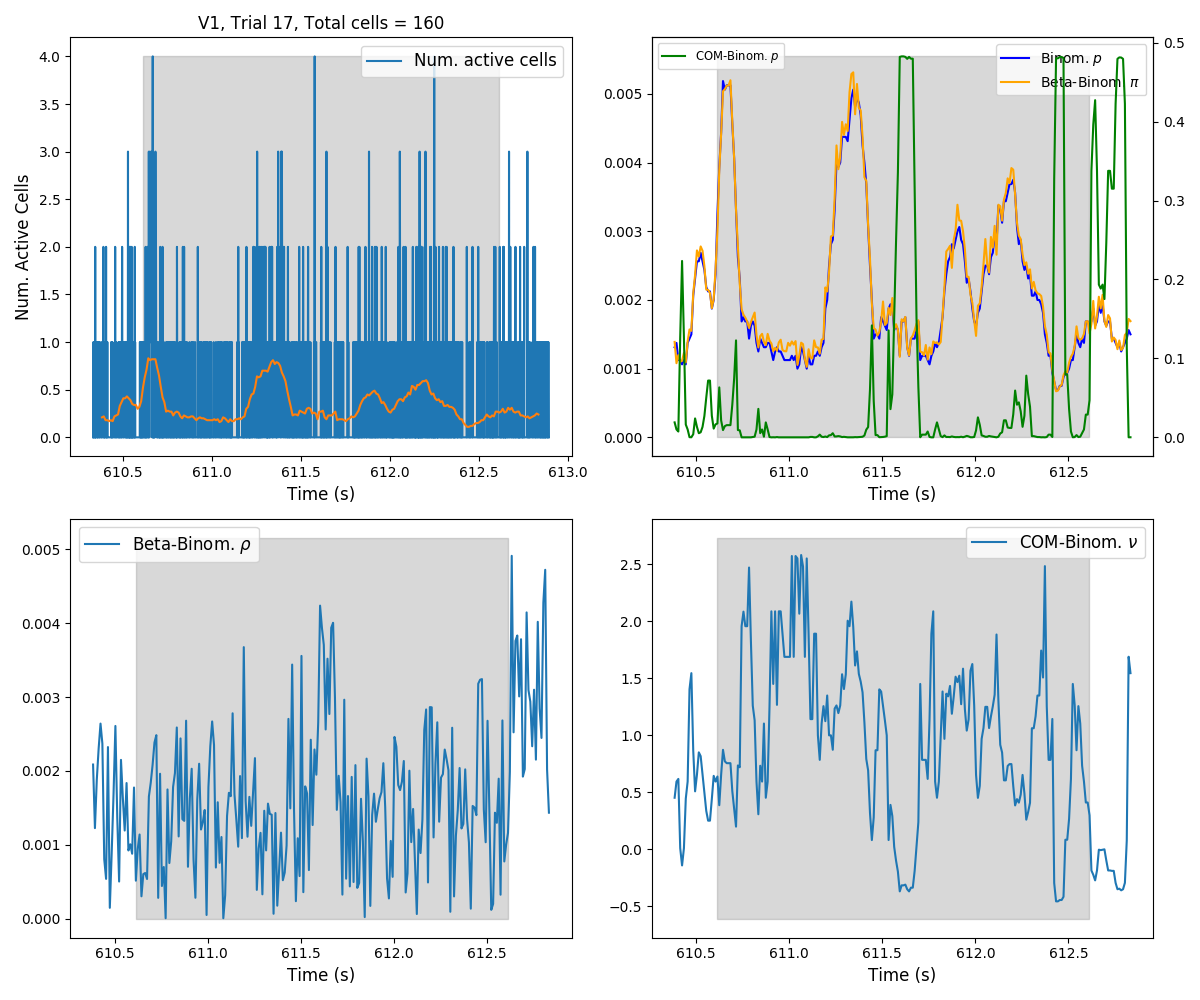 V1, Trial 17, Total cells = 160
Num. active cells
Num. Active Cells
4.0
3.5
3.0
2.5
2.0
1.5
1.0
0.5
0.0
610.5 611.0 611.5 612.0 612.5 613.0
Time (s)
COM-Binom. p
Binom. p
Beta-Binom. π
0.005
0.004
0.003
0.002
0.001
0.000
0.5
0.4
0.3
0.2
0.1
0.0
610.5 611.0 611.5 612.0 612.5
Time (s)
Beta-Binom. ρ
0.005
0.004
0.003
0.002
0.001
0.000
610.5 611.0 611.5 612.0 612.5
Time (s)
COM-Binom. ν
2.5
2.0
1.5
1.0
0.5
0.0
−0.5
610.5 611.0 611.5 612.0 612.5
Time (s)